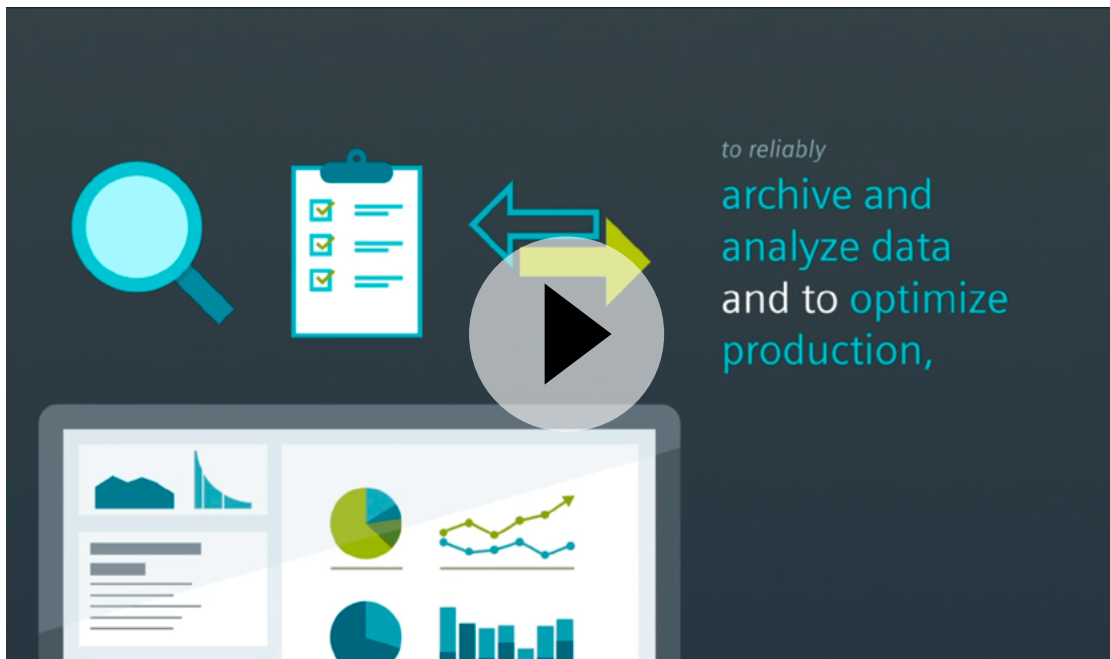 to reliably
archive and
analyze data
and to optimize
production,